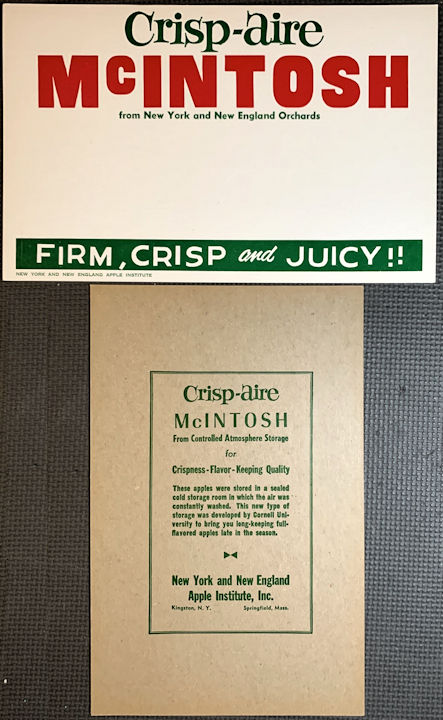 Crisp-aire
McINTOSH
from New York and New England Orchards
FIRM, CRISP and JUICY!!
NEW YORK AND NEW ENGLAND APPLE INSTITUTE
Crisp-aire
McINTOSH
From Controlled Atmosphere Storage
for
Crispness-Flavor-Keeping Quality
These apples were stored in a sealed
cold storage room in which the air was
constantly washed. This new type of
storage was developed by Cornell Uni-
versity to bring you long-keeping full-
flavored apples late in the season.
New York and New England
Apple Institute, Inc.
Kingston, N. Y. Springfield, Mass.